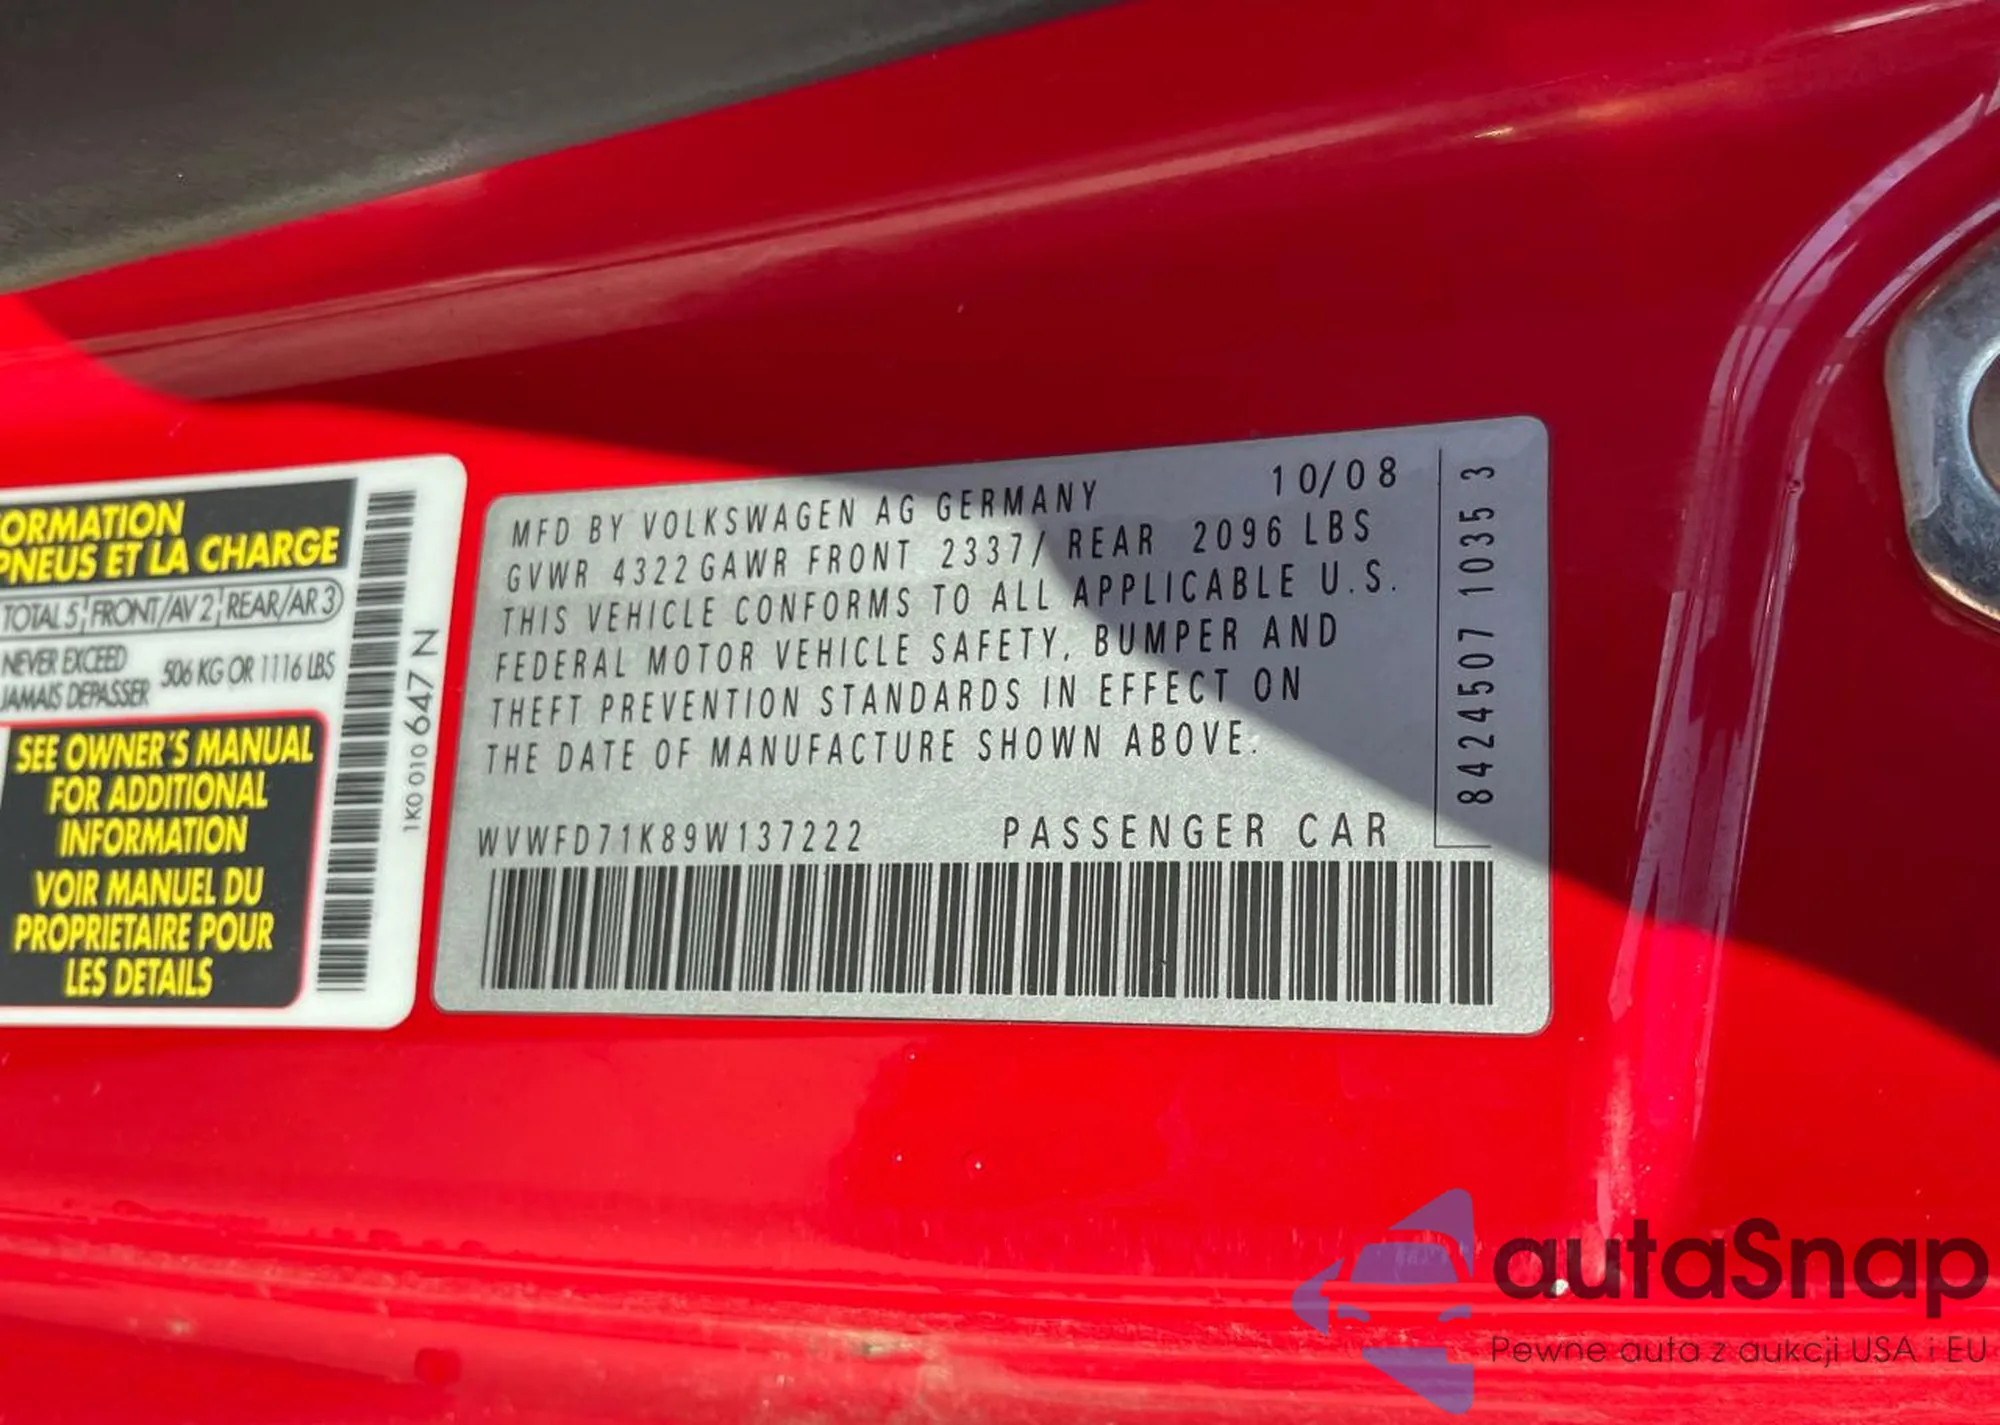 FORMATION
PNEUS ET LA CHARGE
TOTAL 5 FRONT/AV 2 REAR/AR 3
NEVER EXCEED
JAMAIS DEPASSER
506 KG OR 1116 LBS
SEE OWNER'S MANUAL
FOR ADDITIONAL
INFORMATION
VOIR MANUEL DU
PROPRIETAIRE POUR
LES DETAILS
1K0 010 647 N
MFD BY VOLKSWAGEN AG GERMANY 10/08
GVWR 4322 GAWR FRONT 2337/ REAR 2096 LBS
THIS VEHICLE CONFORMS TO ALL APPLICABLE U.S.
FEDERAL MOTOR VEHICLE SAFETY, BUMPER AND
THEFT PREVENTION STANDARDS IN EFFECT ON
THE DATE OF MANUFACTURE SHOWN ABOVE.
WVWFD71K89W137222 PASSENGER CAR
8424507 1035 3
autaSnap
Pewne auta z aukcji USA i EU